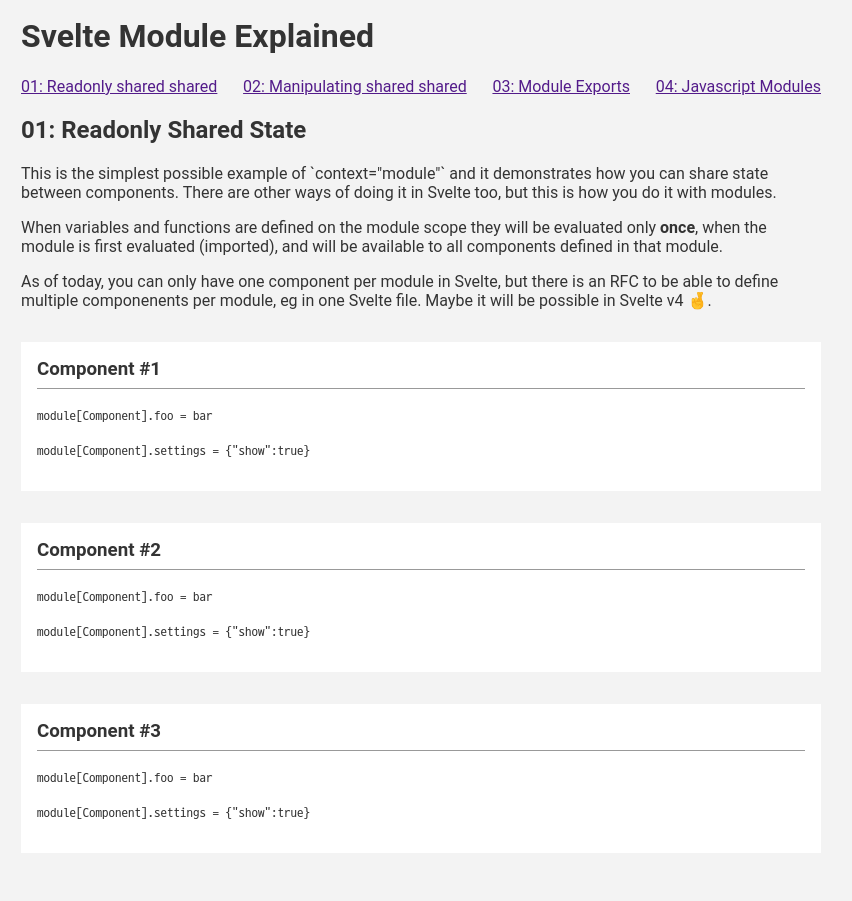 Svelte Module Explained
01: Readonly shared shared 02: Manipulating shared shared 03: Module Exports 04: Javascript Modules
01: Readonly Shared State
This is the simplest possible example of `context="module"` and it demonstrates how you can share state
between components. There are other ways of doing it in Svelte too, but this is how you do it with modules.
When variables and functions are defined on the module scope they will be evaluated only once, when the
module is first evaluated (imported), and will be available to all components defined in that module.
As of today, you can only have one component per module in Svelte, but there is an RFC to be able to define
multiple componenents per module, eg in one Svelte file. Maybe it will be possible in Svelte v4 🤞.
Component #1
module[Component].foo = bar
module[Component].settings = {"show":true}
Component #2
module[Component].foo = bar
module[Component].settings = {"show":true}
Component #3
module[Component].foo = bar
module[Component].settings = {"show":true}